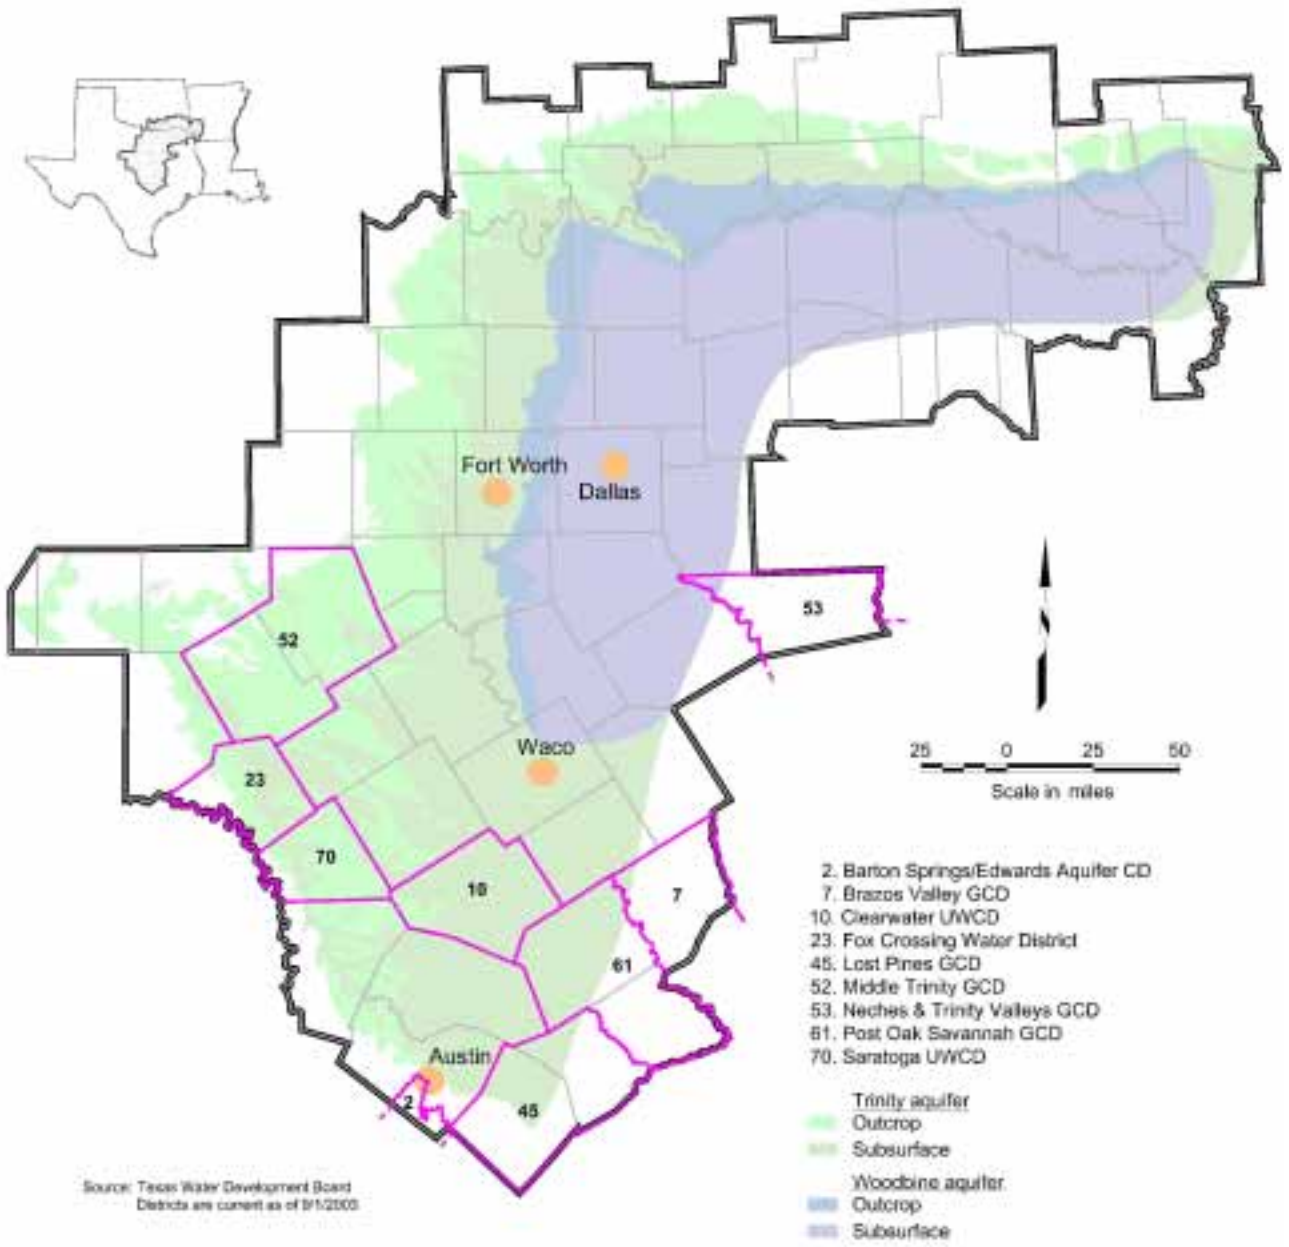 Fort Worth
Dallas
53
52
Waco
25 0 25 50
Scale in miles
23
70
10
7
61
Austin
2
45
2. Barton Springs/Edwards Aquifer CD
7. Brazos Valley GCD
10. Clearwater UWCD
23. Fox Crossing Water District
45. Lost Pines GCD
52. Middle Trinity GCD
53. Neches & Trinity Valleys GCD
61. Post Oak Savannah GCD
70. Saratoga UWCD
Trinity aquifer
Outcrop
Subsurface
Woodbine aquifer
Outcrop
Subsurface
Source: Texas Water Development Board
Districts are current as of 9/1/2003